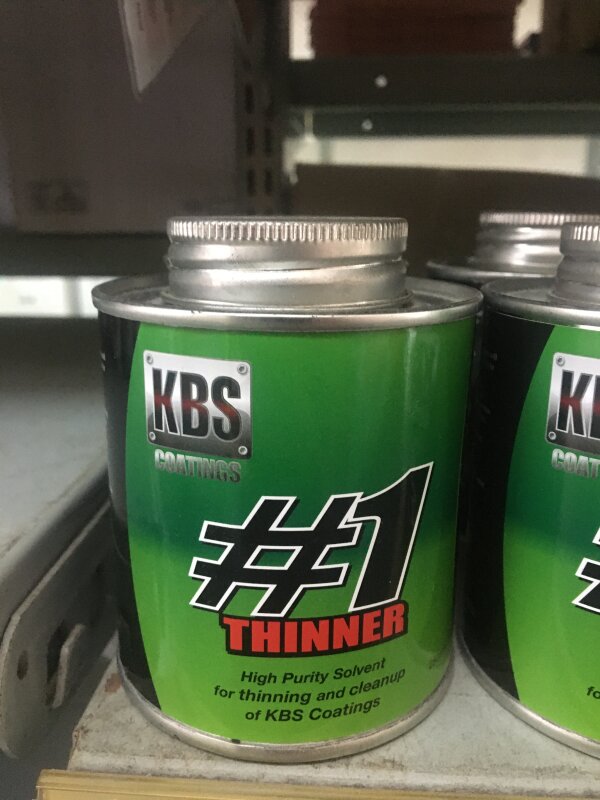 KBS
COATINGS
#1
THINNER
High Purity Solvent
for thinning and cleanup
of KBS Coatings